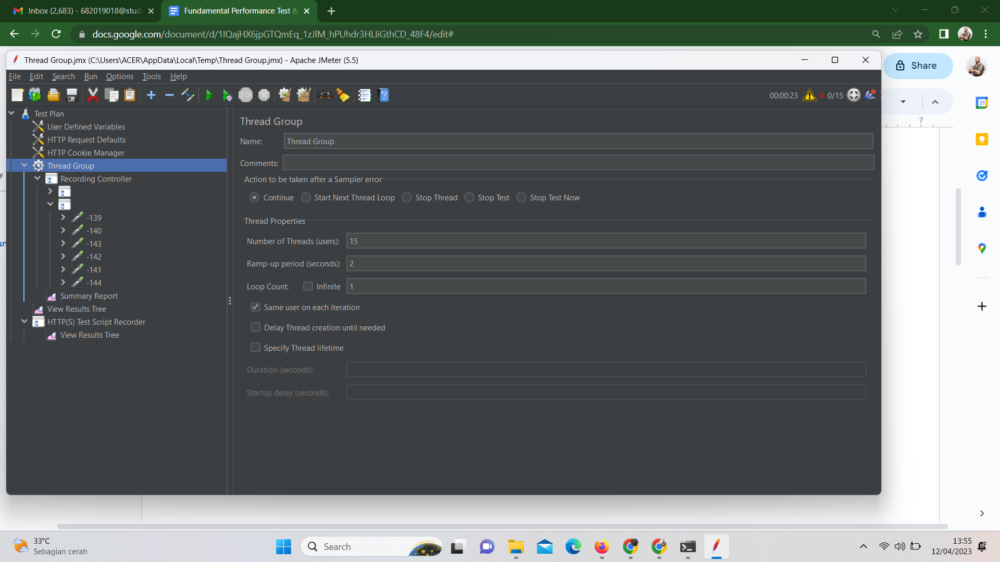 Inbox (2,683) - 682019018@stud
Fundamental Performance Test &
docs.google.com/document/d/1IQajHX6jpGTQmEq_1zJlM_hPUhdr3HLliGthCD_48F4/edit#
Thread Group.jmx (C:\Users\ACER\AppData\Local\Temp\Thread Group.jmx) - Apache JMeter (5.5)
Share
File Edit Search Run Options Tools Help
STOP
00:00:23 4 0/15
31
7
Test Plan
User Defined Variables
HTTP Request Defaults
HTTP Cookie Manager
Thread Group
Recording Controller
-139
-140
-143
-142
-141
-144
Summary Report
View Results Tree
HTTP(S) Test Script Recorder
View Results Tree
Thread Group
Name: Thread Group
Comments:
Action to be taken after a Sampler error
Continue Start Next Thread Loop Stop Thread Stop Test Stop Test Now
Thread Properties
Number of Threads (users): 15
Ramp-up period (seconds): 2
Loop Count: Infinite 1
Same user on each iteration
Delay Thread creation until needed
Specify Thread lifetime
Duration (seconds):
Startup delay (seconds):
33°C
Sebagian cerah
Search
13:55
12/04/2023